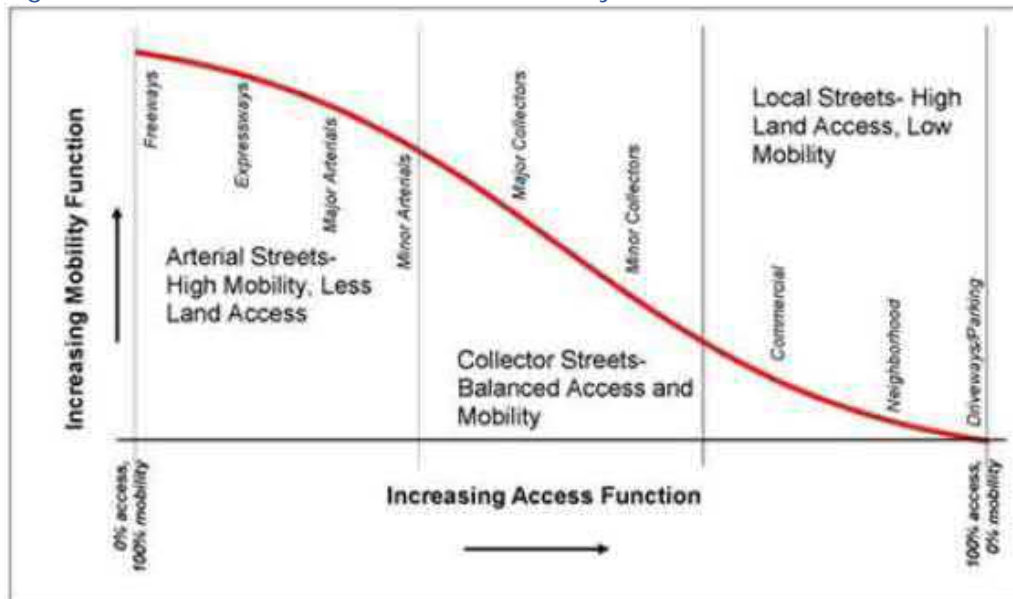 Freeways
Expressways
Major Arterials
Minor Arterials
Major Collectors
Minor Collectors
Commercial
Neighborhood
Driveways/Parking
Arterial Streets-
High Mobility, Less
Land Access
Collector Streets-
Balanced Access and
Mobility
Local Streets- High
Land Access, Low
Mobility
Increasing Mobility Function
0% access,
100% mobility
Increasing Access Function
100% access,
0% mobility